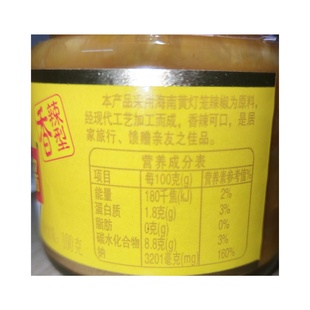 本产品采用海南黄灯笼辣椒为原料，
经现代工艺加工而成，香辣可口，是居
家旅行、馈赠亲友之佳品。
香辣型
营养成分表
项目 每100克(g) 营养素参考值%
能量 180千焦(KJ) 2%
蛋白质 1.8克(g) 3%
脂肪 0克(g) 0%
碳水化合物 8.8克(g) 3%
钠 3201毫克(mg) 160%